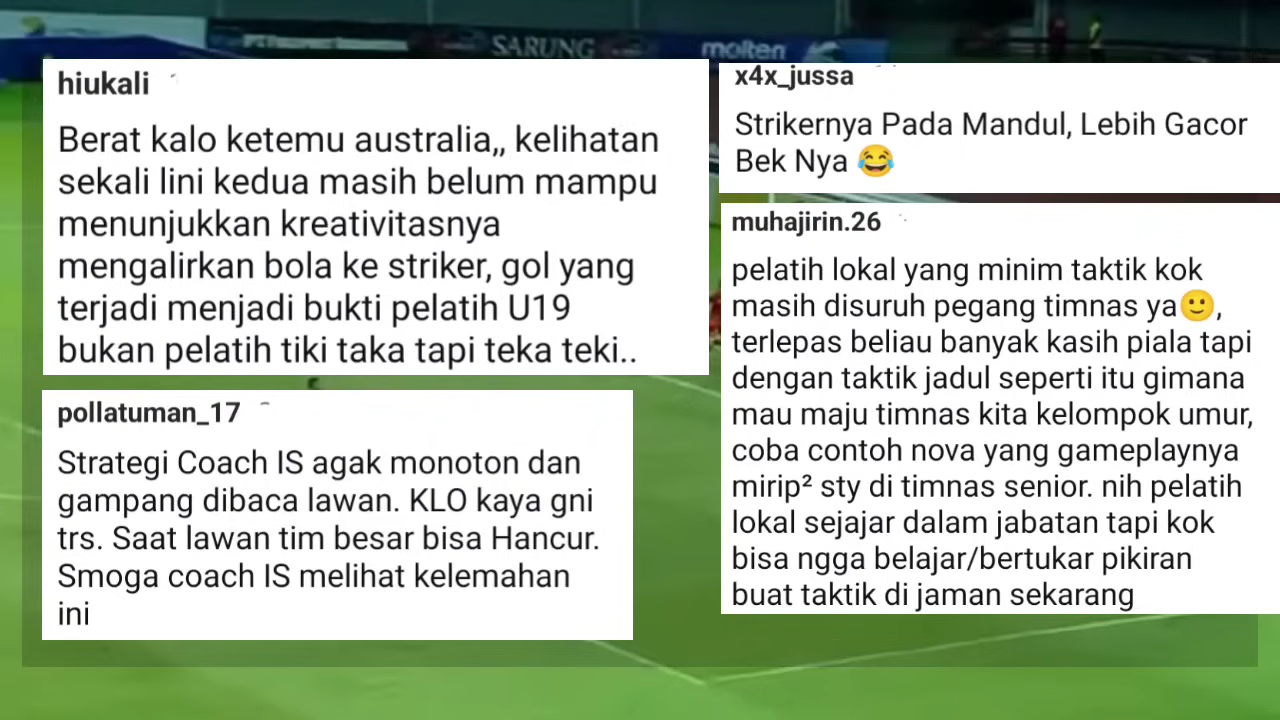 SARUNG
molten
hiukali
Berat kalo ketemu australia,, kelihatan
sekali lini kedua masih belum mampu
menunjukkan kreativitasnya
mengalirkan bola ke striker, gol yang
terjadi menjadi bukti pelatih U19
bukan pelatih tiki taka tapi teka teki..
pollatuman_17
Strategi Coach IS agak monoton dan
gampang dibaca lawan. KLO kaya gni
trs. Saat lawan tim besar bisa Hancur.
Smoga coach IS melihat kelemahan
ini
x4x_jussa
Strikernya Pada Mandul, Lebih Gacor
Bek Nya 😂
muhajirin.26
pelatih lokal yang minim taktik kok
masih disuruh pegang timnas ya🙂,
terlepas beliau banyak kasih piala tapi
dengan taktik jadul seperti itu gimana
mau maju timnas kita kelompok umur,
coba contoh nova yang gameplaynya
mirip² sty di timnas senior. nih pelatih
lokal sejajar dalam jabatan tapi kok
bisa ngga belajar/bertukar pikiran
buat taktik di jaman sekarang